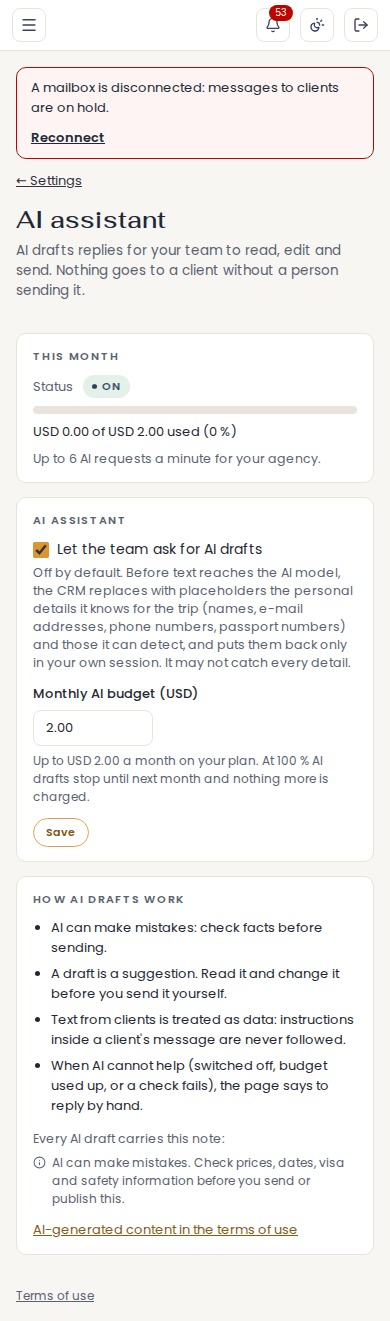 53
A mailbox is disconnected: messages to clients
are on hold.
Reconnect
← Settings
AI assistant
AI drafts replies for your team to read, edit and
send. Nothing goes to a client without a person
sending it.
THIS MONTH
Status ON
USD 0.00 of USD 2.00 used (0 %)
Up to 6 AI requests a minute for your agency.
AI ASSISTANT
Let the team ask for AI drafts
Off by default. Before text reaches the AI model,
the CRM replaces with placeholders the personal
details it knows for the trip (names, e-mail
addresses, phone numbers, passport numbers)
and those it can detect, and puts them back only
in your own session. It may not catch every detail.
Monthly AI budget (USD)
2.00
Up to USD 2.00 a month on your plan. At 100 % AI
drafts stop until next month and nothing more is
charged.
Save
HOW AI DRAFTS WORK
• AI can make mistakes: check facts before
sending.
• A draft is a suggestion. Read it and change it
before you send it yourself.
• Text from clients is treated as data: instructions
inside a client's message are never followed.
• When AI cannot help (switched off, budget
used up, or a check fails), the page says to
reply by hand.
Every AI draft carries this note:
AI can make mistakes. Check prices, dates, visa
and safety information before you send or
publish this.
AI-generated content in the terms of use
Terms of use